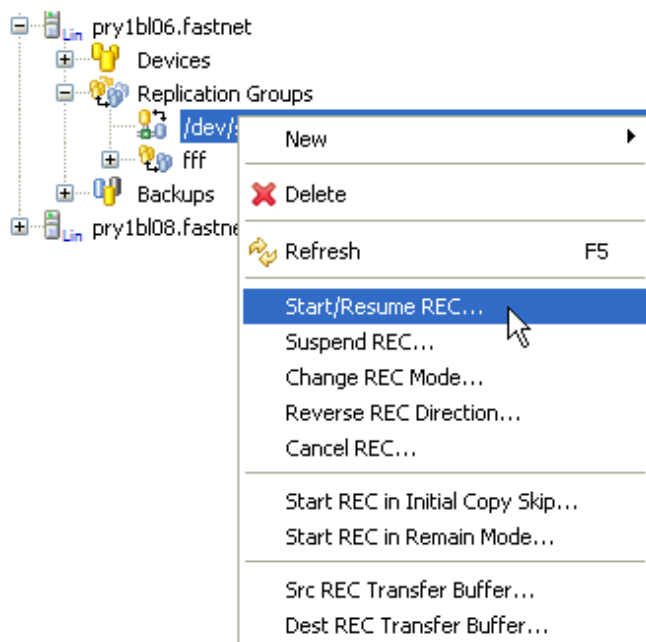 Lin pry1bl06.fastnet
Devices
Replication Groups
/dev/
fff
Backups
Lin pry1bl08.fastne
New
Delete
Refresh F5
Start/Resume REC...
Suspend REC...
Change REC Mode...
Reverse REC Direction...
Cancel REC...
Start REC in Initial Copy Skip...
Start REC in Remain Mode...
Src REC Transfer Buffer...
Dest REC Transfer Buffer...